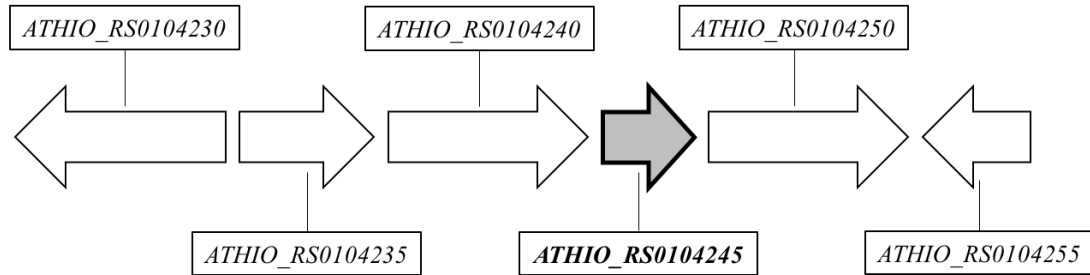 ATHIO_RS0104230
ATHIO_RS0104240
ATHIO_RS0104250
ATHIO_RS0104235
ATHIO_RS0104245
ATHIO_RS0104255